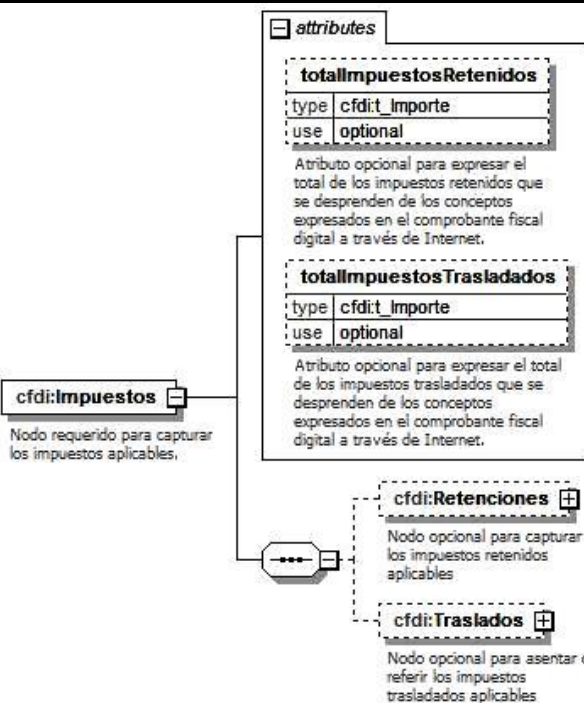 attributes
totalImpuestosRetenidos
type cfdi:t_Importe
use optional
Atributo opcional para expresar el
total de los impuestos retenidos que
se desprenden de los conceptos
expresados en el comprobante fiscal
digital a través de Internet.
totalImpuestosTrasladados
type cfdi:t_Importe
use optional
Atributo opcional para expresar el total
de los impuestos trasladados que se
desprenden de los conceptos
expresados en el comprobante fiscal
digital a través de Internet.
cfdi:Impuestos
Nodo requerido para capturar
los impuestos aplicables.
cfdi:Retenciones
Nodo opcional para capturar
los impuestos retenidos
aplicables
cfdi:Traslados
Nodo opcional para asentar
referir los impuestos
trasladados aplicables